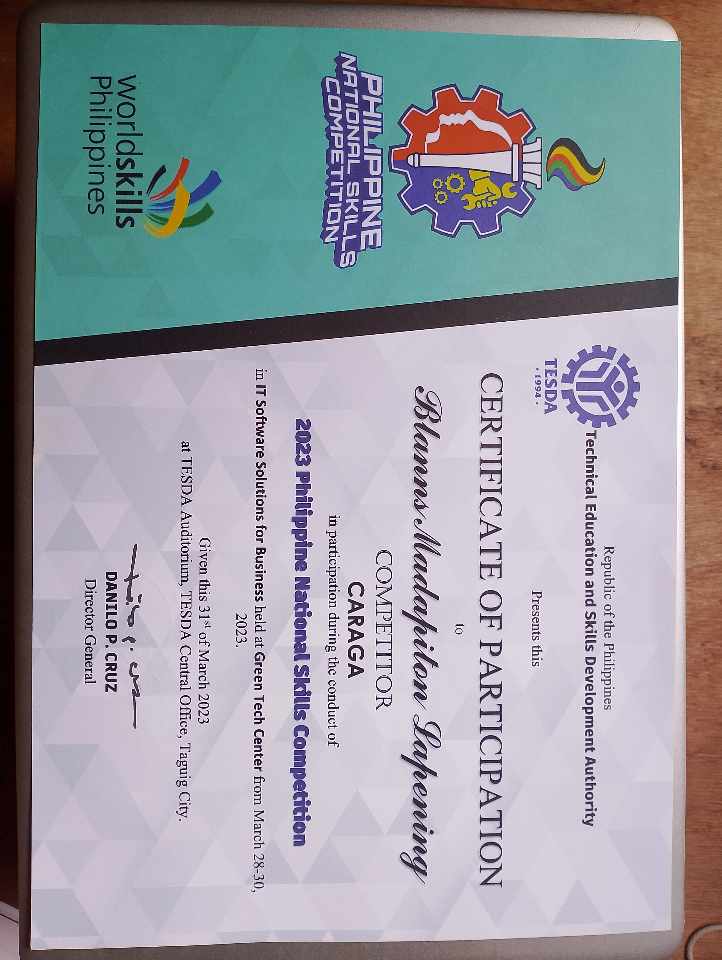 worldskills
Philippines
PHILIPPINE
NATIONAL SKILLS
COMPETITION
TESDA
· 1994 ·
Republic of the Philippines
Technical Education and Skills Development Authority
Presents this
CERTIFICATE OF PARTICIPATION
to
Blanns Madapiton Lapening
COMPETITOR
CARAGA
in participation during the conduct of
2023 Philippine National Skills Competition
in IT Software Solutions for Business held at Green Tech Center from March 28-30,
2023.
Given this 31st of March 2023
at TESDA Auditorium, TESDA Central Office, Taguig City.
DANILO P. CRUZ
Director General